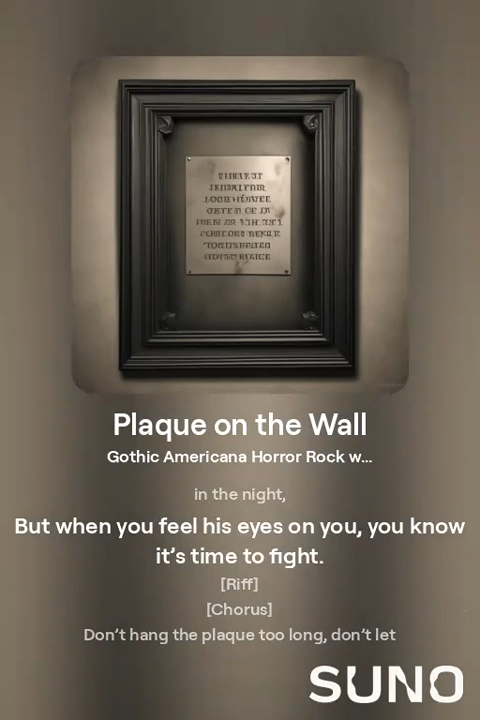 Plaque on the Wall
Gothic Americana Horror Rock w...
in the night,
But when you feel his eyes on you, you know
it's time to fight.
[Riff]
[Chorus]
Don't hang the plaque too long, don't let
SUNO